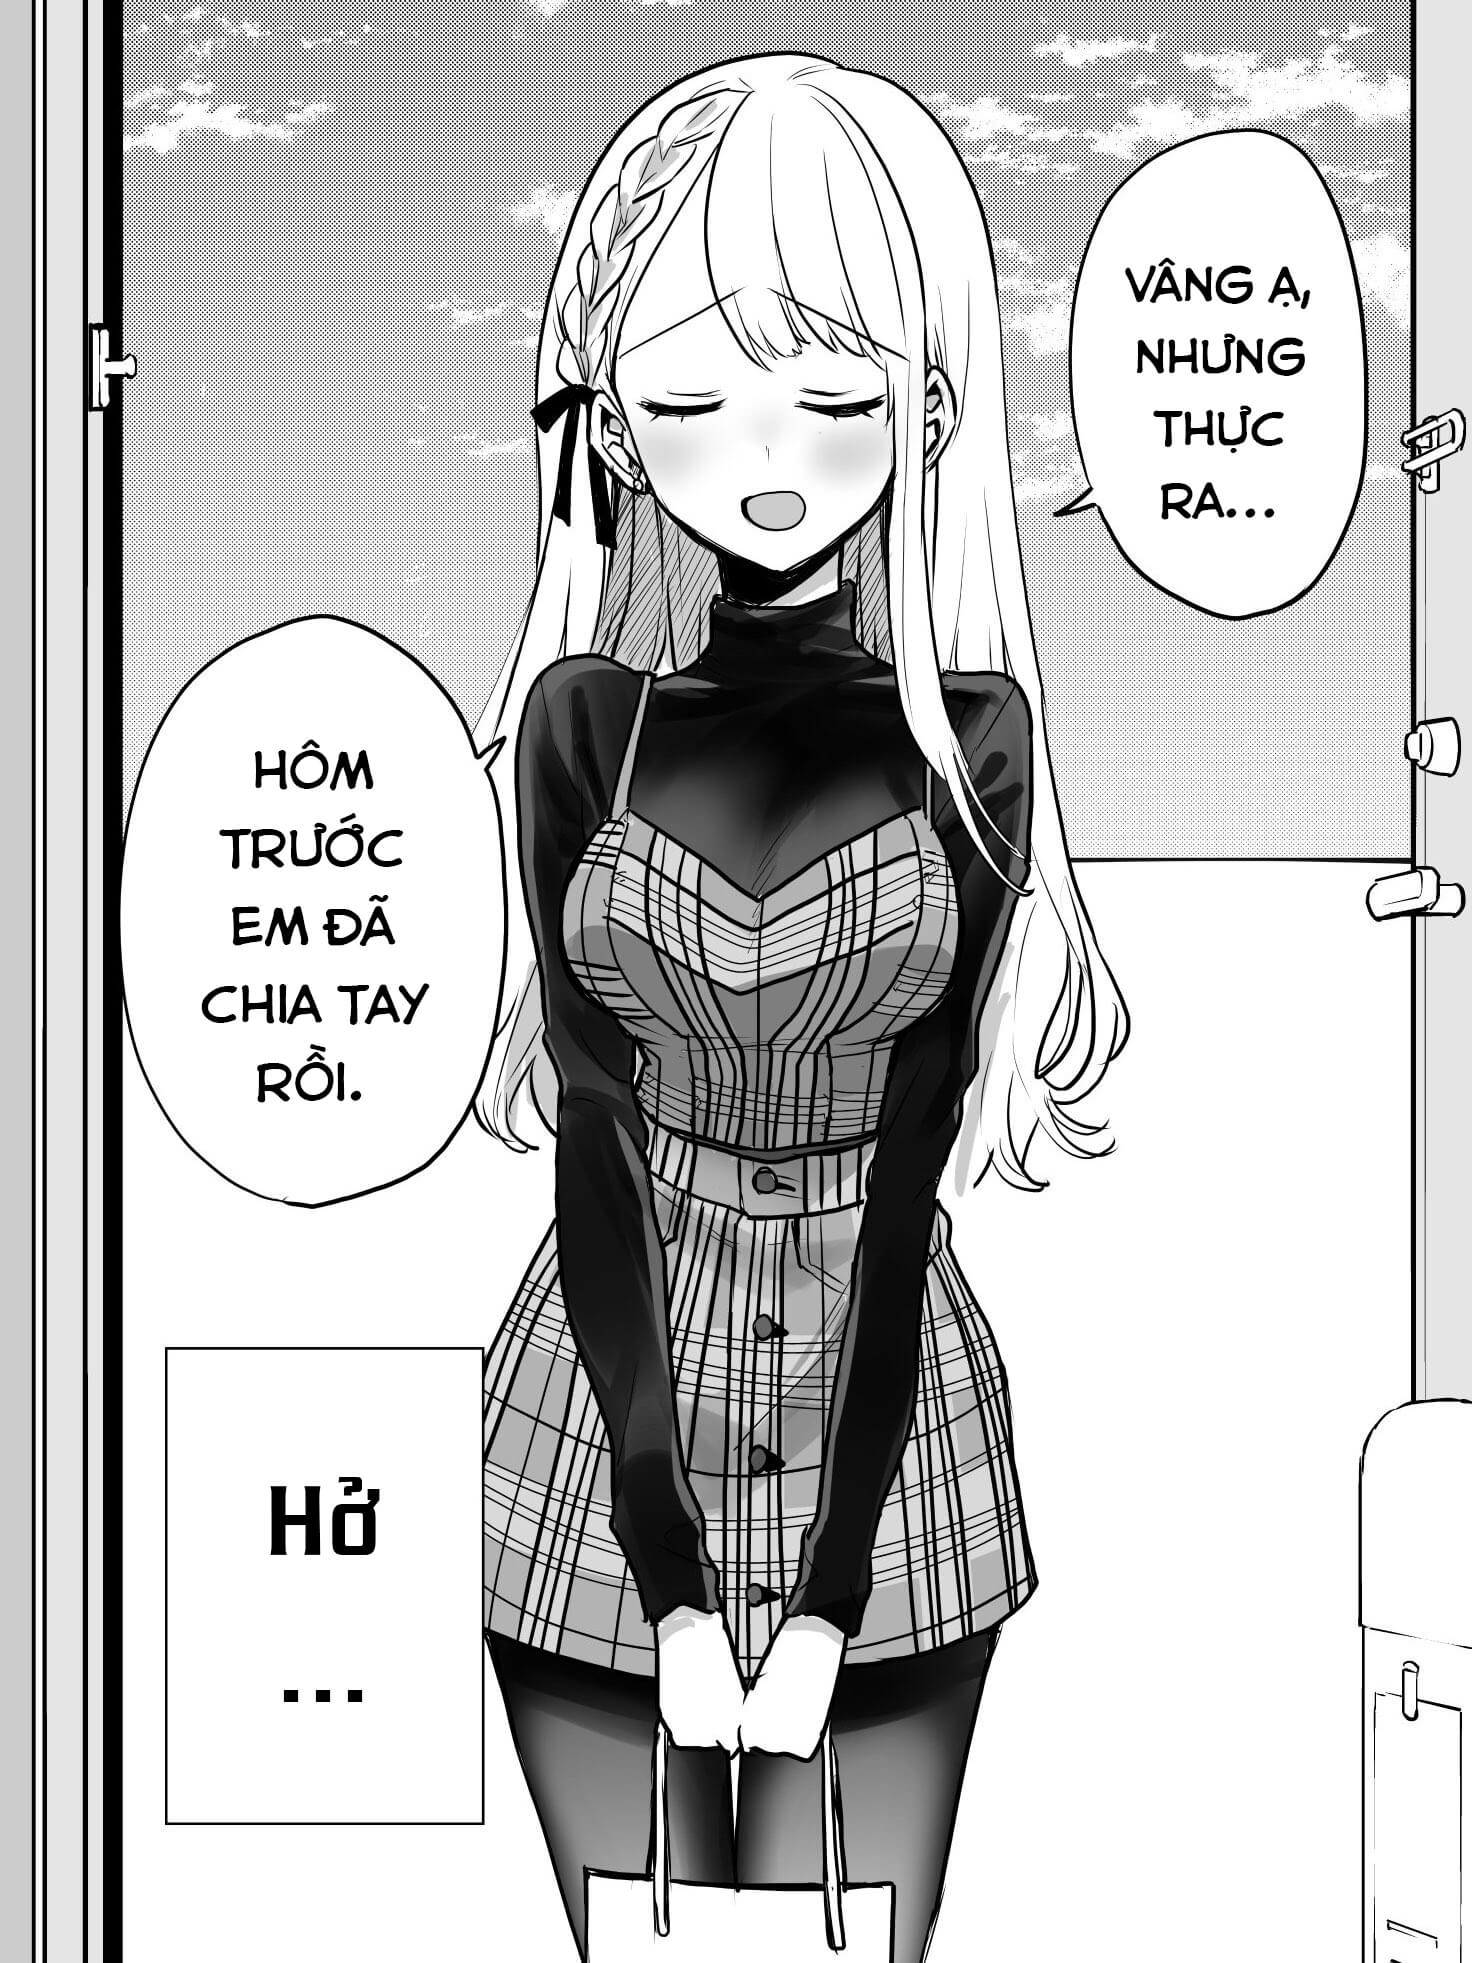 VÂNG Ạ,
NHƯNG
THỰC
RA...
HÔM
TRƯỚC
EM ĐÃ
CHIA TAY
RỒI.
HỞ
...